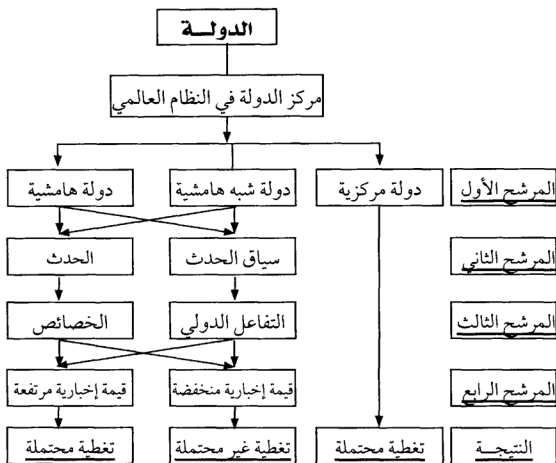 الدولــة
مركز الدولة في النظام العالمي
المرشح الأول
دولة مركزية
دولة شبه هامشية
دولة هامشية
المرشح الثاني
سياق الحدث
الحدث
المرشح الثالث
التفاعل الدولي
الخصائص
المرشح الرابع
قيمة إخبارية منخفضة
قيمة إخبارية مرتفعة
النتيجــة
تغطية محتملة
تغطية غير محتملة
تغطية محتملة